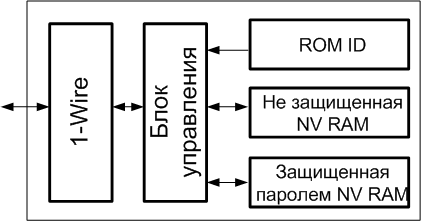 1-Wire
Блок
управления
ROM ID
Не защищенная
NV RAM
Защищенная
паролем NV RAM